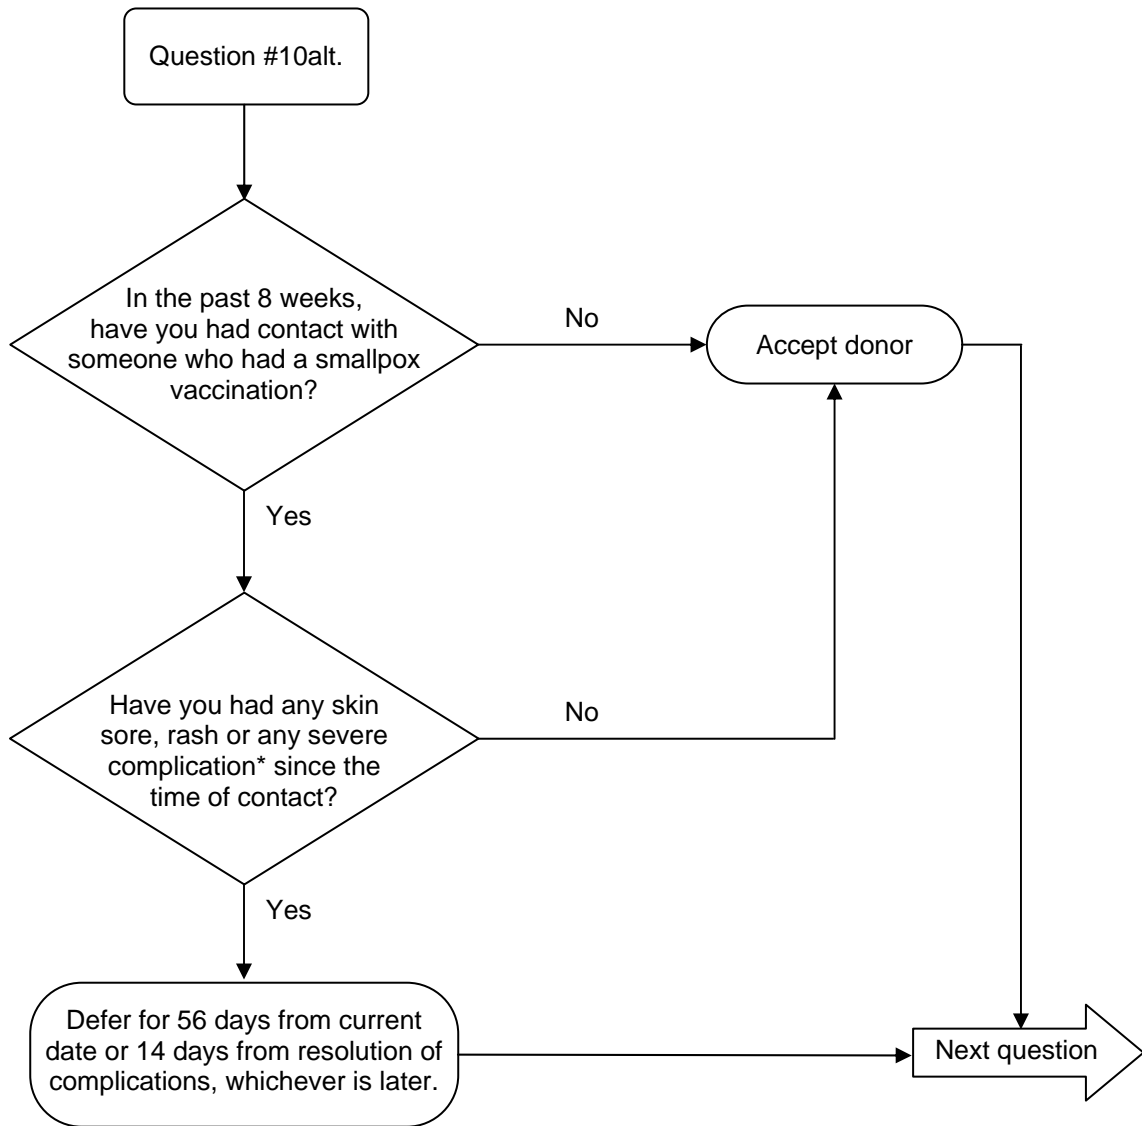 Question #10alt.
In the past 8 weeks,
have you had contact with
someone who had a smallpox
vaccination?
No
Accept donor
Yes
Have you had any skin
sore, rash or any severe
complication* since the
time of contact?
No
Yes
Defer for 56 days from current
date or 14 days from resolution of
complications, whichever is later.
Next question